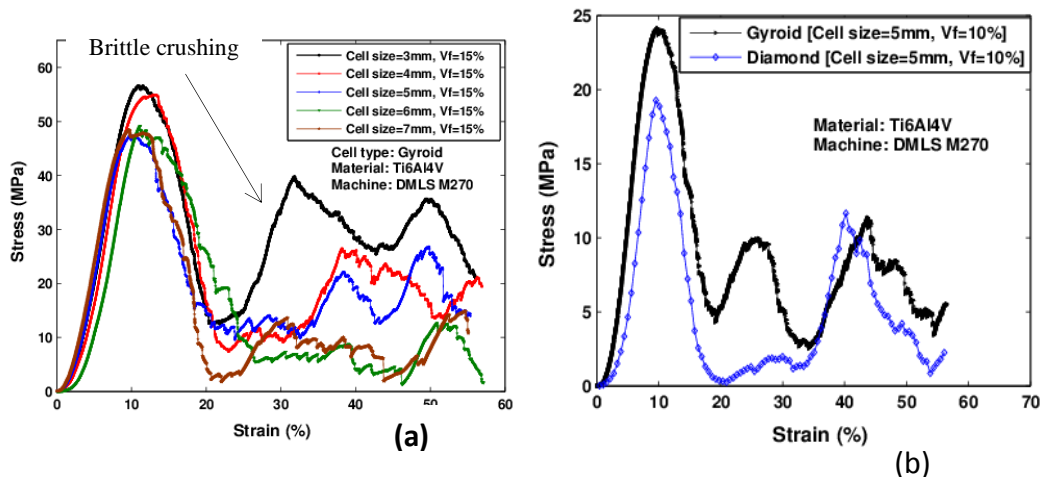 Brittle crushing
Cell size=3mm, Vf=15%
Cell size=4mm, Vf=15%
Cell size=5mm, Vf=15%
Cell size=6mm, Vf=15%
Cell size=7mm, Vf=15%
Cell type: Gyroid
Material: Ti6Al4V
Machine: DMLS M270
65
60
50
40
30
20
10
0
Stress (MPa)
0 10 20 30 40 50 60
Strain (%)
(a)
Gyroid [Cell size=5mm, Vf=10%]
Diamond [Cell size=5mm, Vf=10%]
Material: Ti6Al4V
Machine: DMLS M270
25
20
15
10
5
0
Stress (MPa)
0 10 20 30 40 50 60 70
Strain (%)
(b)